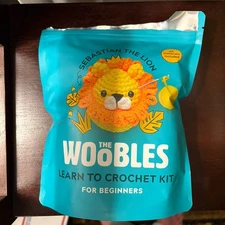 SEBASTIAN THE LION
THE
WOOBLES
LEARN TO CROCHET KIT
FOR BEGINNERS